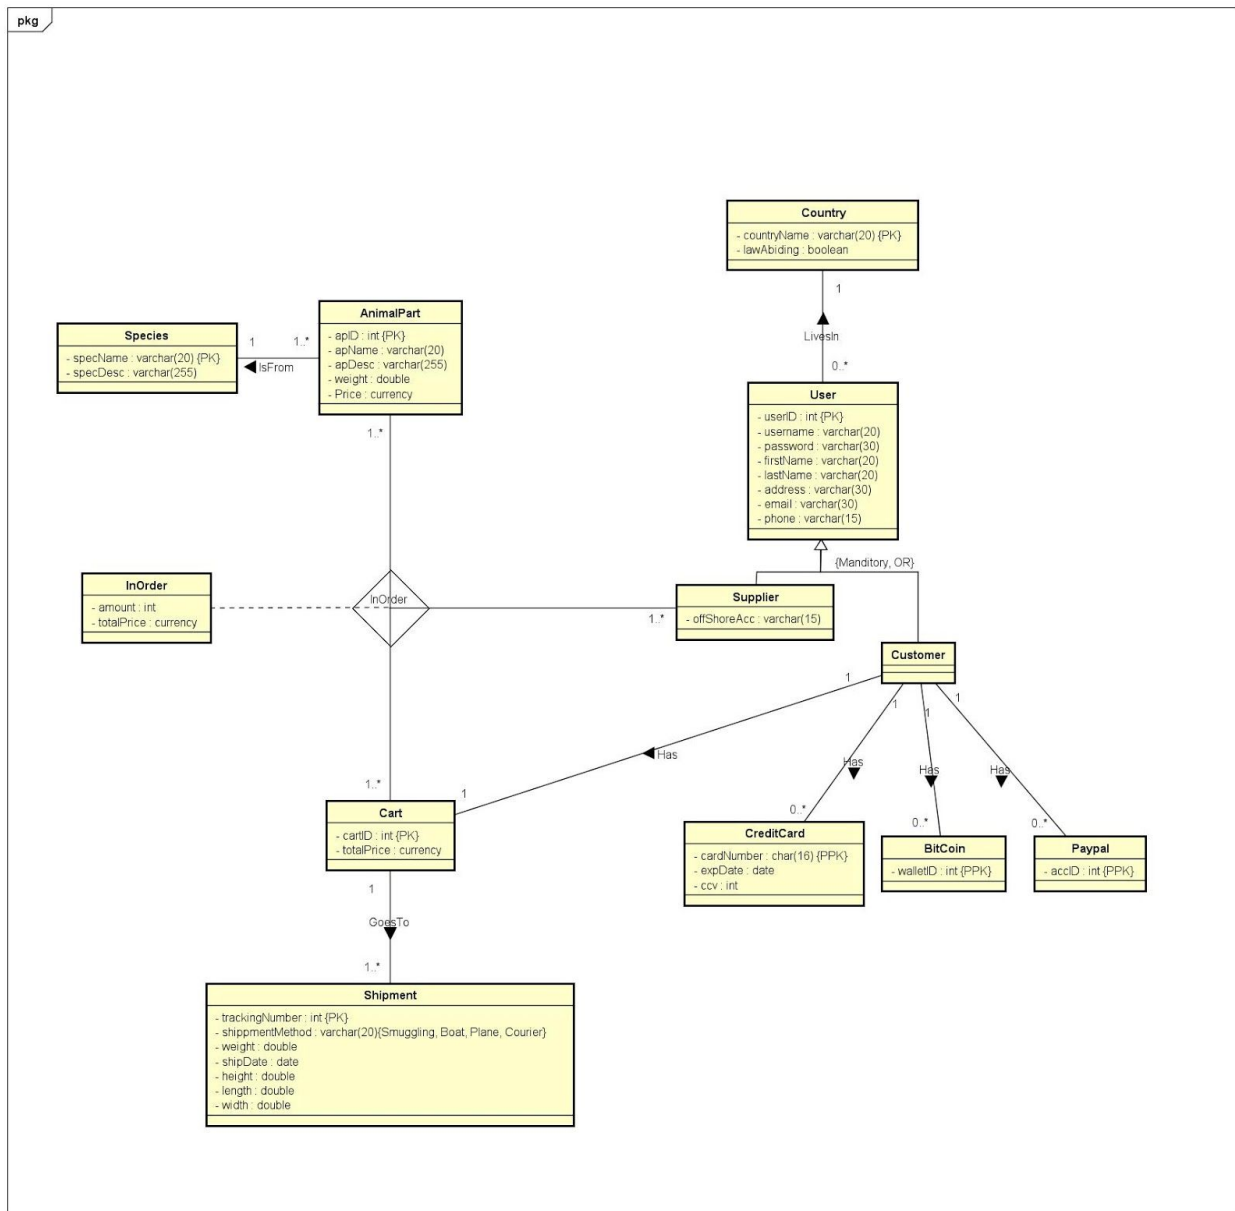 pkg
Country
- countryName : varchar(20) {PK}
- lawAbiding : boolean
1
LivesIn
0..*
Species
- specName : varchar(20) {PK}
- specDesc : varchar(255)
1
1..*
IsFrom
AnimalPart
- apID : int {PK}
- apName : varchar(20)
- apDesc : varchar(255)
- weight : double
- Price : currency
1..*
User
- userID : int {PK}
- username : varchar(20)
- password : varchar(30)
- firstName : varchar(20)
- lastName : varchar(20)
- address : varchar(30)
- email : varchar(30)
- phone : varchar(15)
{Manditory, OR}
InOrder
- amount : int
- totalPrice : currency
InOrder
1..*
Supplier
- offShoreAcc : varchar(15)
Customer
1
1
1
1
Has
Has
Has
Has
1..*
1
0..*
0..*
0..*
Cart
- cartID : int {PK}
- totalPrice : currency
CreditCard
- cardNumber : char(16) {PPK}
- expDate : date
- ccv : int
BitCoin
- walletID : int {PPK}
Paypal
- accID : int {PPK}
1
GoesTo
1..*
Shipment
- trackingNumber : int {PK}
- shippmentMethod : varchar(20){Smuggling, Boat, Plane, Courier}
- weight : double
- shipDate : date
- height : double
- length : double
- width : double